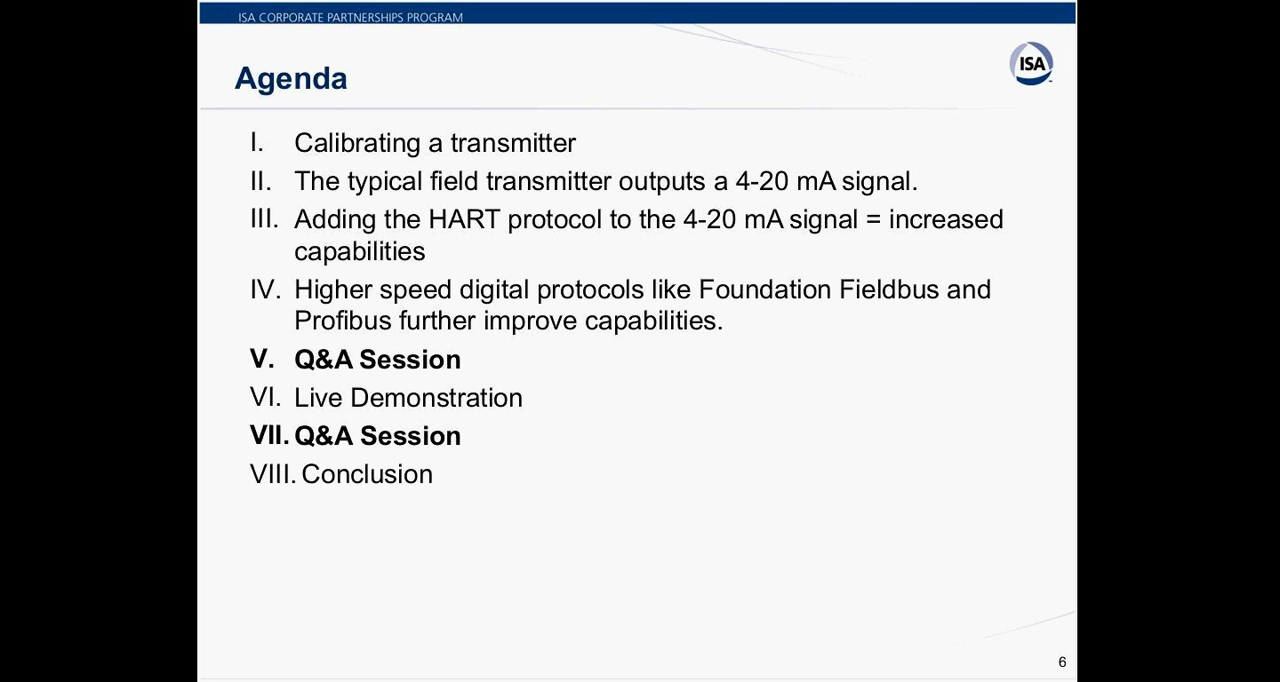 ISA CORPORATE PARTNERSHIPS PROGRAM
ISA
Agenda
I. Calibrating a transmitter
II. The typical field transmitter outputs a 4-20 mA signal.
III. Adding the HART protocol to the 4-20 mA signal = increased
capabilities
IV. Higher speed digital protocols like Foundation Fieldbus and
Profibus further improve capabilities.
V. Q&A Session
VI. Live Demonstration
VII. Q&A Session
VIII. Conclusion
6